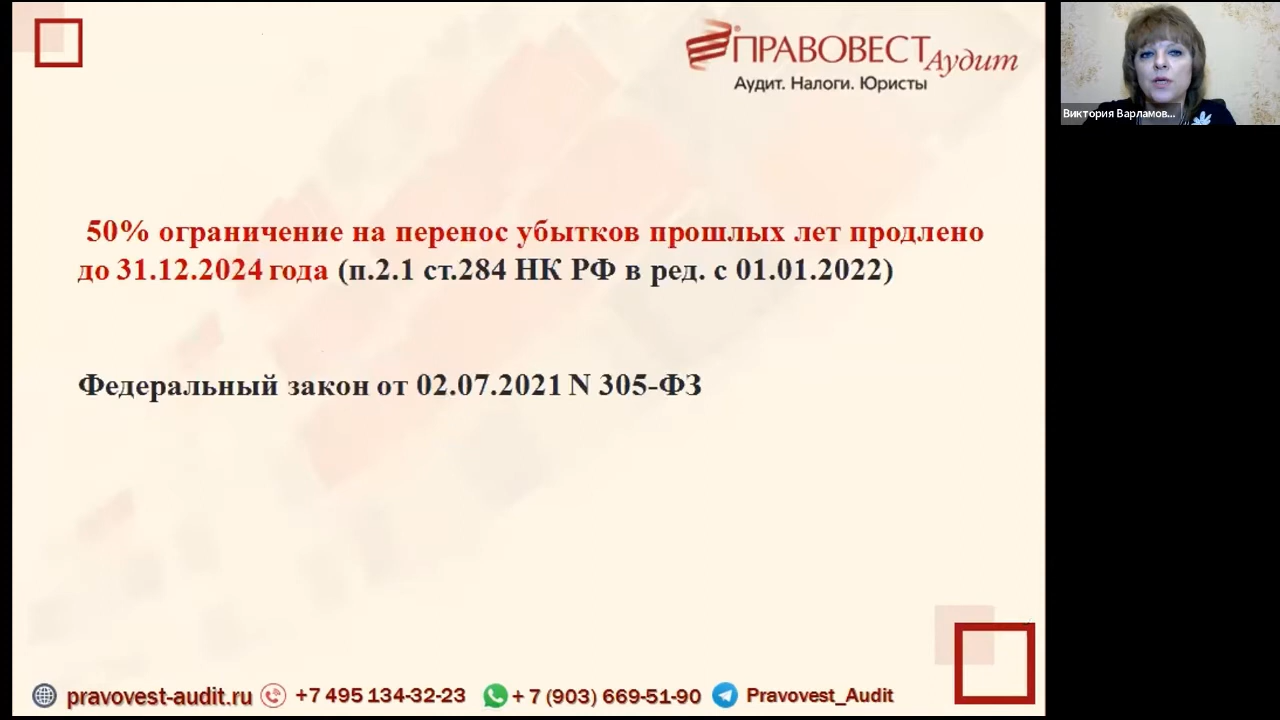 ПРАВОВЕСТ Аудит
Аудит. Налоги. Юристы
Виктория Варламов...
50% ограничение на перенос убытков прошлых лет продлено
до 31.12.2024 года (п.2.1 ст.284 НК РФ в ред. с 01.01.2022)
Федеральный закон от 02.07.2021 N 305-ФЗ
pravovest-audit.ru +7 495 134-32-23 + 7 (903) 669-51-90 Pravovest_Audit